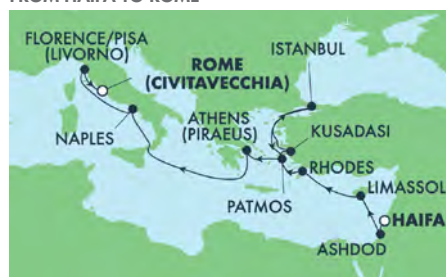 FROM HAIFA TO ROME
FLORENCE/PISA
(LIVORNO)
ROME
(CIVITAVECCHIA)
ISTANBUL
NAPLES
ATHENS
(PIRAEUS)
KUSADASI
RHODES
PATMOS
LIMASSOL
HAIFA
ASHDOD